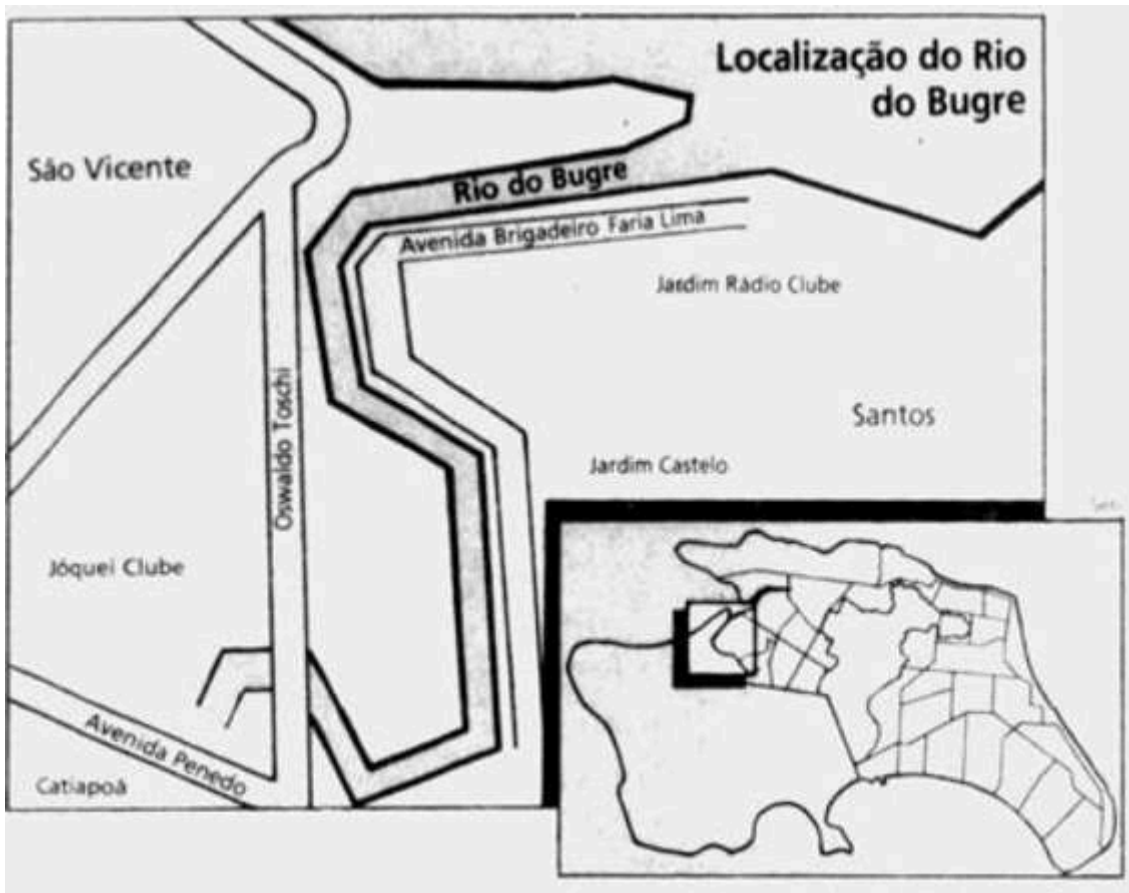 Localização do Rio
do Bugre
São Vicente
Rio do Bugre
Avenida Brigadeiro Faria Lima
Jardim Rádio Clube
Oswaldo Toschi
Santos
Jardim Castelo
Jóquei Clube
Avenida Penedo
Catiapoã